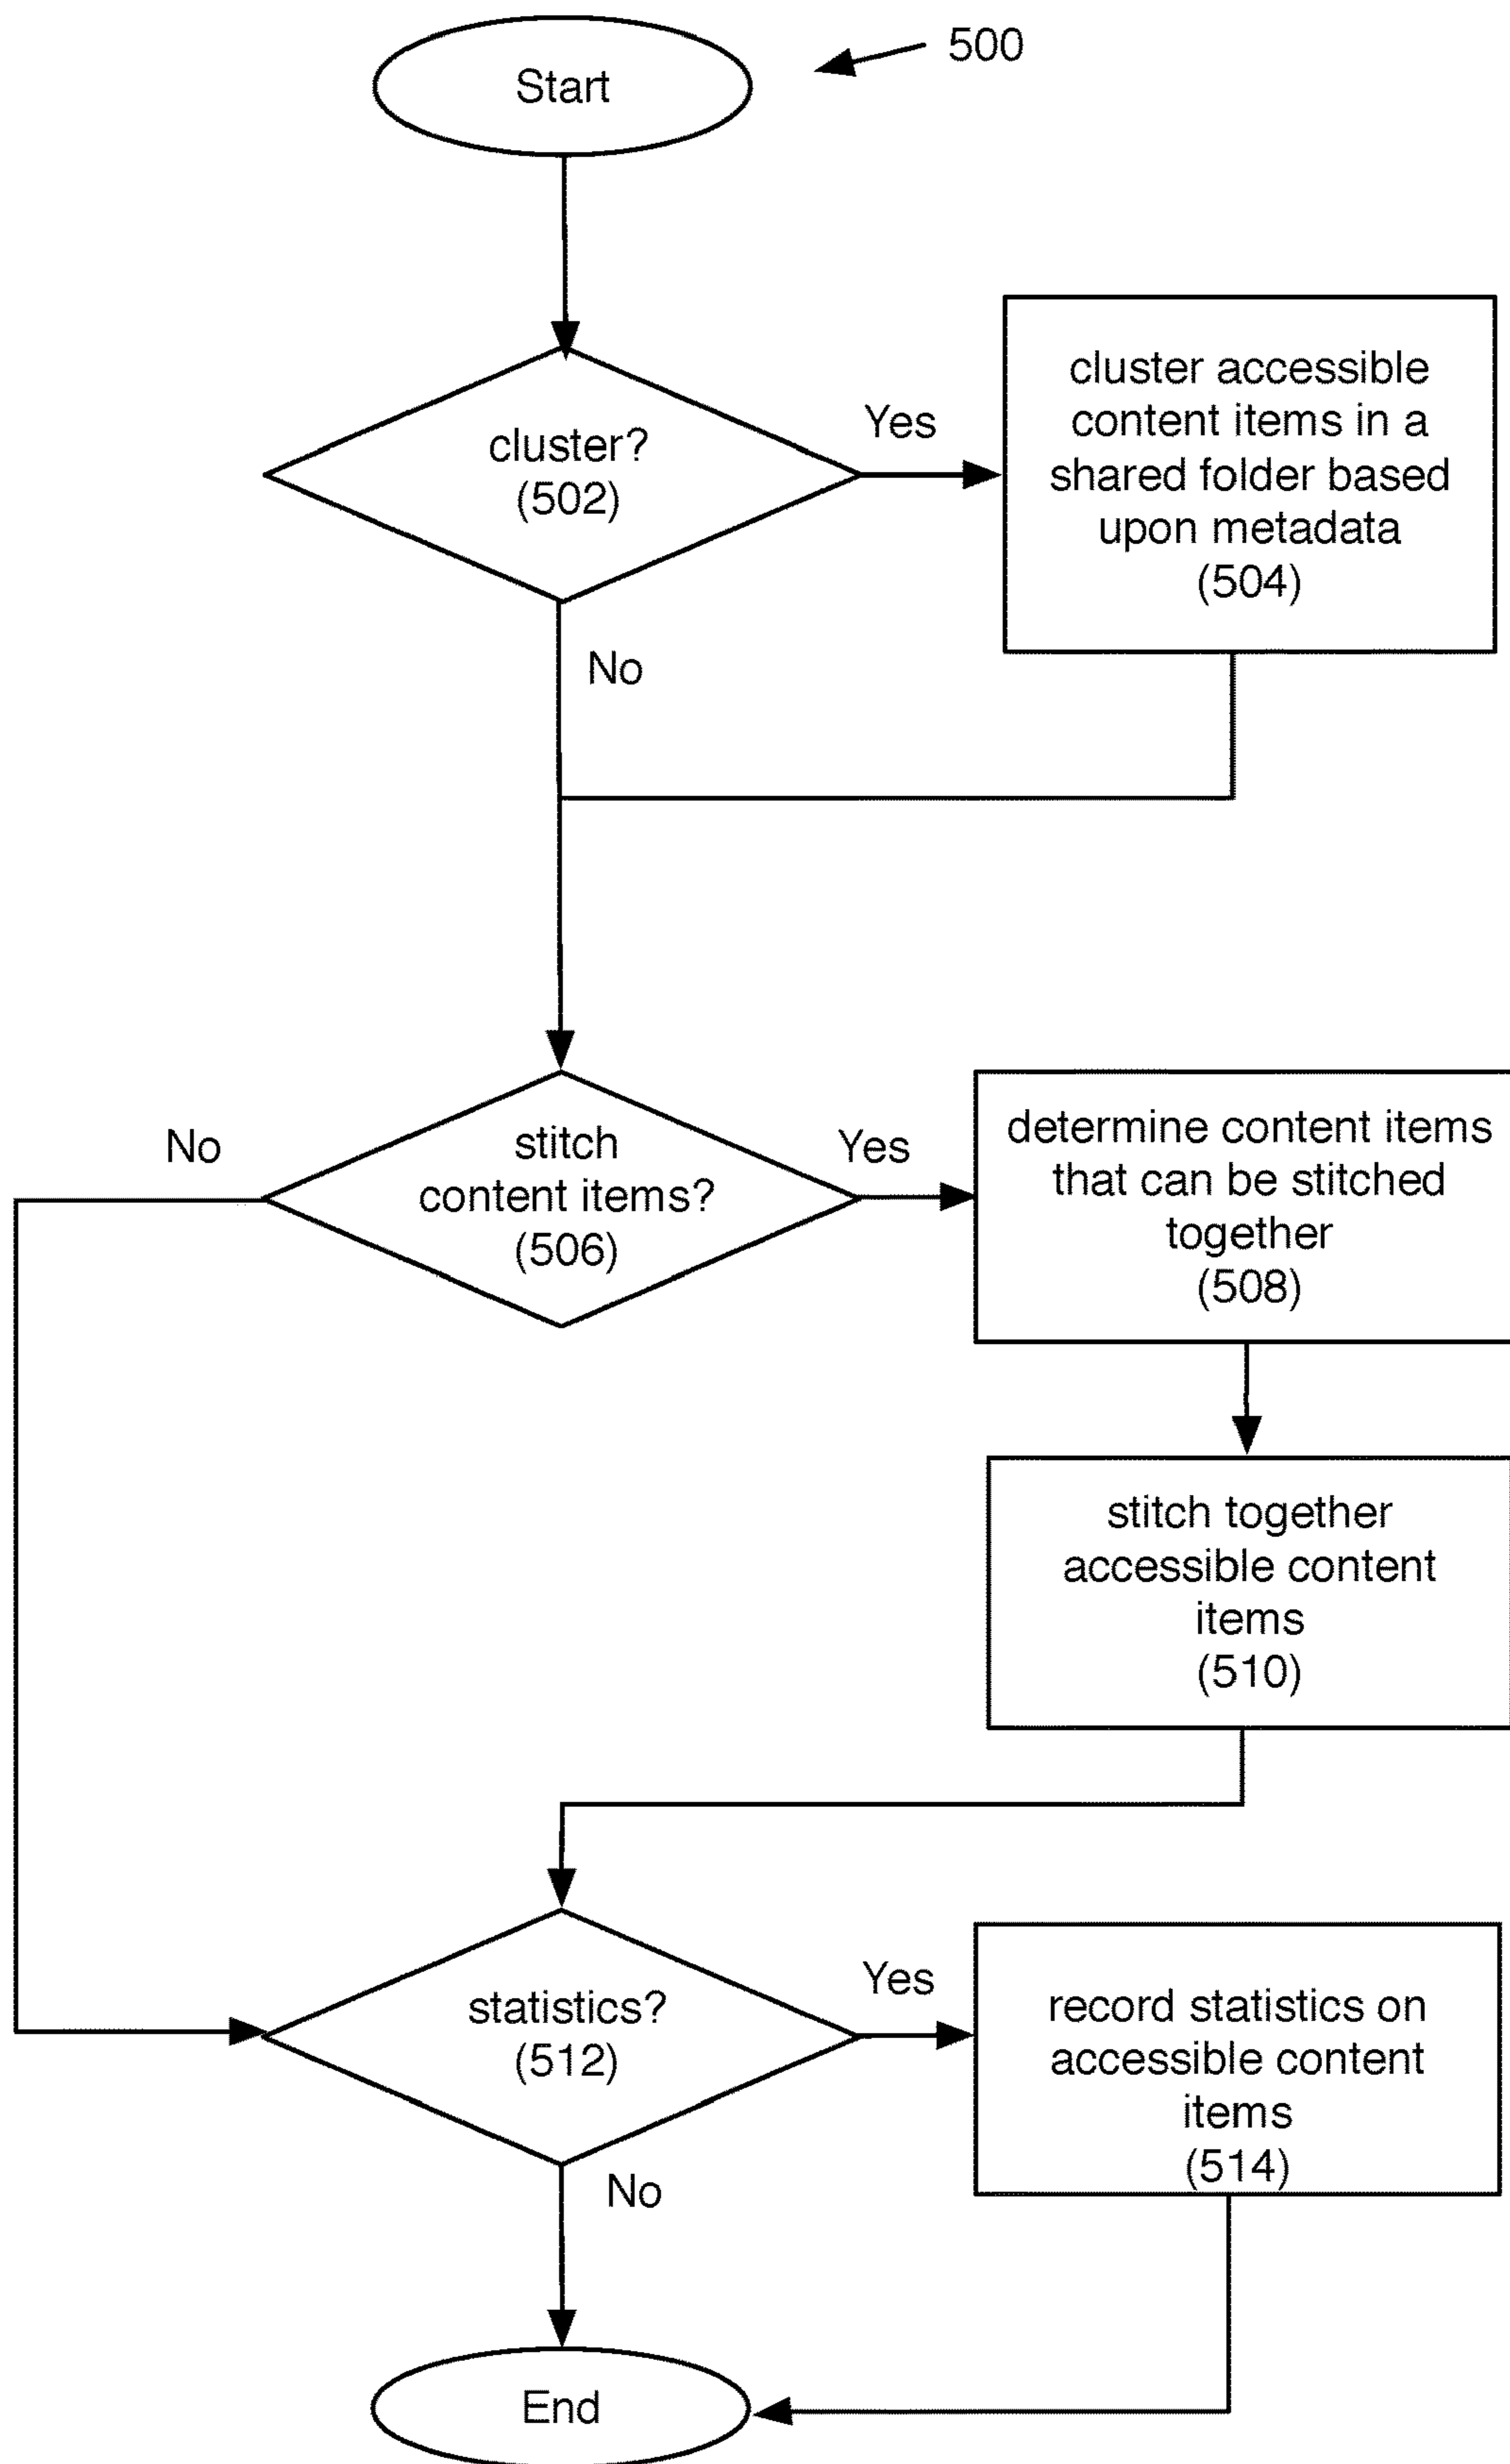 Start
500
cluster?
(502)
Yes
cluster accessible
content items in a
shared folder based
upon metadata
(504)
No
No
stitch
content items?
(506)
Yes
determine content items
that can be stitched
together
(508)
stitch together
accessible content
items
(510)
statistics?
(512)
Yes
record statistics on
accessible content
items
(514)
No
End